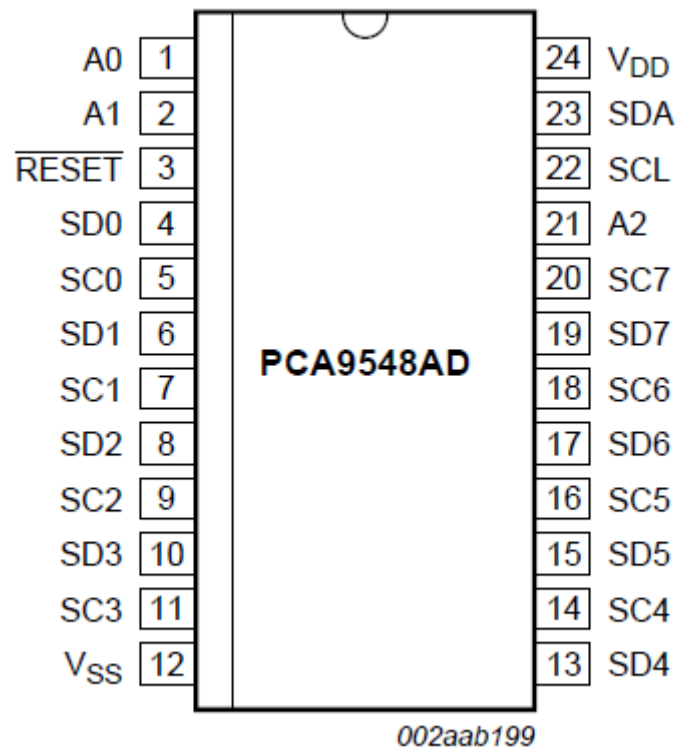 A0 1 24 VDD
A1 2 23 SDA
RESET 3 22 SCL
SD0 4 21 A2
SC0 5 20 SC7
SD1 6 19 SD7
PCA9548AD
SC1 7 18 SC6
SD2 8 17 SD6
SC2 9 16 SC5
SD3 10 15 SD5
SC3 11 14 SC4
VSS 12 13 SD4
002aab199